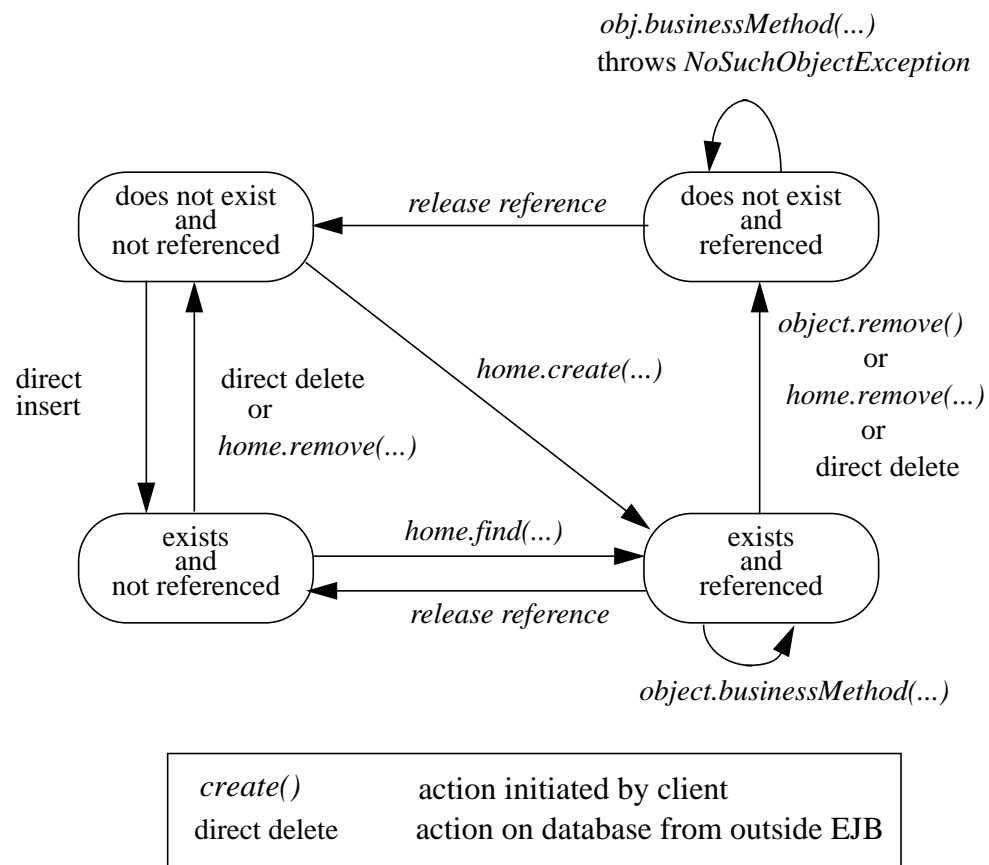 obj.businessMethod(...)
throws NoSuchObjectException
does not exist
and
not referenced
release reference
does not exist
and
referenced
direct
insert
direct delete
or
home.remove(...)
home.create(...)
object.remove()
or
home.remove(...)
or
direct delete
exists
and
not referenced
home.find(...)
release reference
exists
and
referenced
object.businessMethod(...)
create() action initiated by client
direct delete action on database from outside EJB